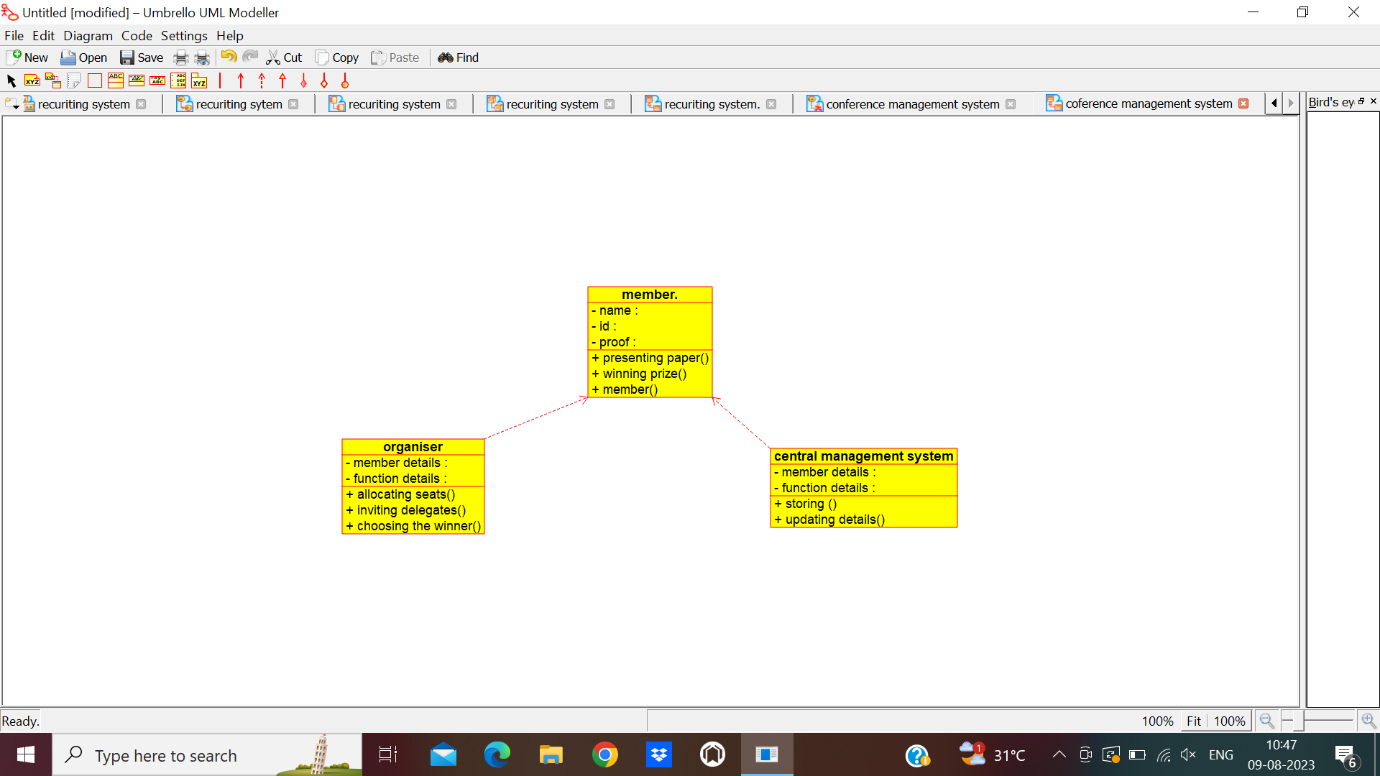 Untitled [modified] – Umbrello UML Modeller
File Edit Diagram Code Settings Help
New Open Save Cut Copy Paste Find
recuriting system recuriting sytem recuriting system recuriting system recuriting system. conference management system coference management system Bird's ey
member.
- name :
- id :
- proof :
+ presenting paper()
+ winning prize()
+ member()
organiser
- member details :
- function details :
+ allocating seats()
+ inviting delegates()
+ choosing the winner()
central management system
- member details :
- function details :
+ storing ()
+ updating details()
Ready.
100% Fit 100%
Type here to search
1 31°C ENG
10:47
09-08-2023
6